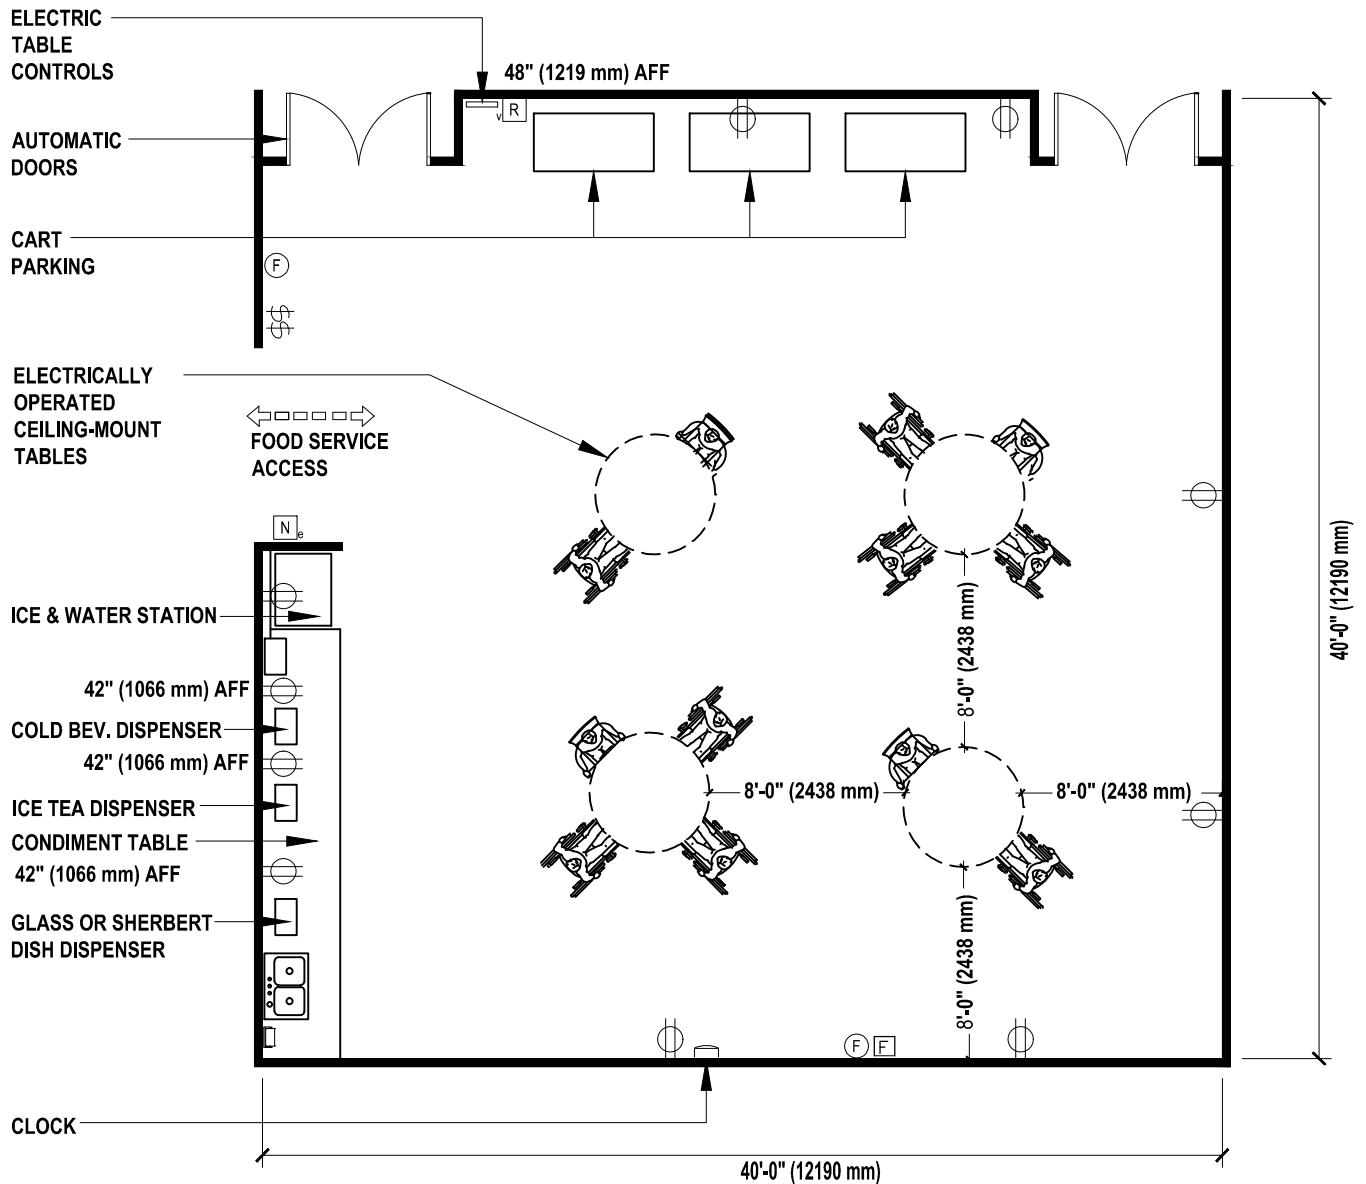 ELECTRIC
TABLE
CONTROLS
48" (1219 mm) AFF
v R
AUTOMATIC
DOORS
CART
PARKING
F
$$
ELECTRICALLY
OPERATED
CEILING-MOUNT
TABLES
FOOD SERVICE
ACCESS
N e
ICE & WATER STATION
42" (1066 mm) AFF
COLD BEV. DISPENSER
42" (1066 mm) AFF
ICE TEA DISPENSER
CONDIMENT TABLE
42" (1066 mm) AFF
GLASS OR SHERBERT
DISH DISPENSER
8'-0" (2438 mm)
8'-0" (2438 mm)
8'-0" (2438 mm)
8'-0" (2438 mm)
40'-0" (12190 mm)
F F
CLOCK
40'-0" (12190 mm)